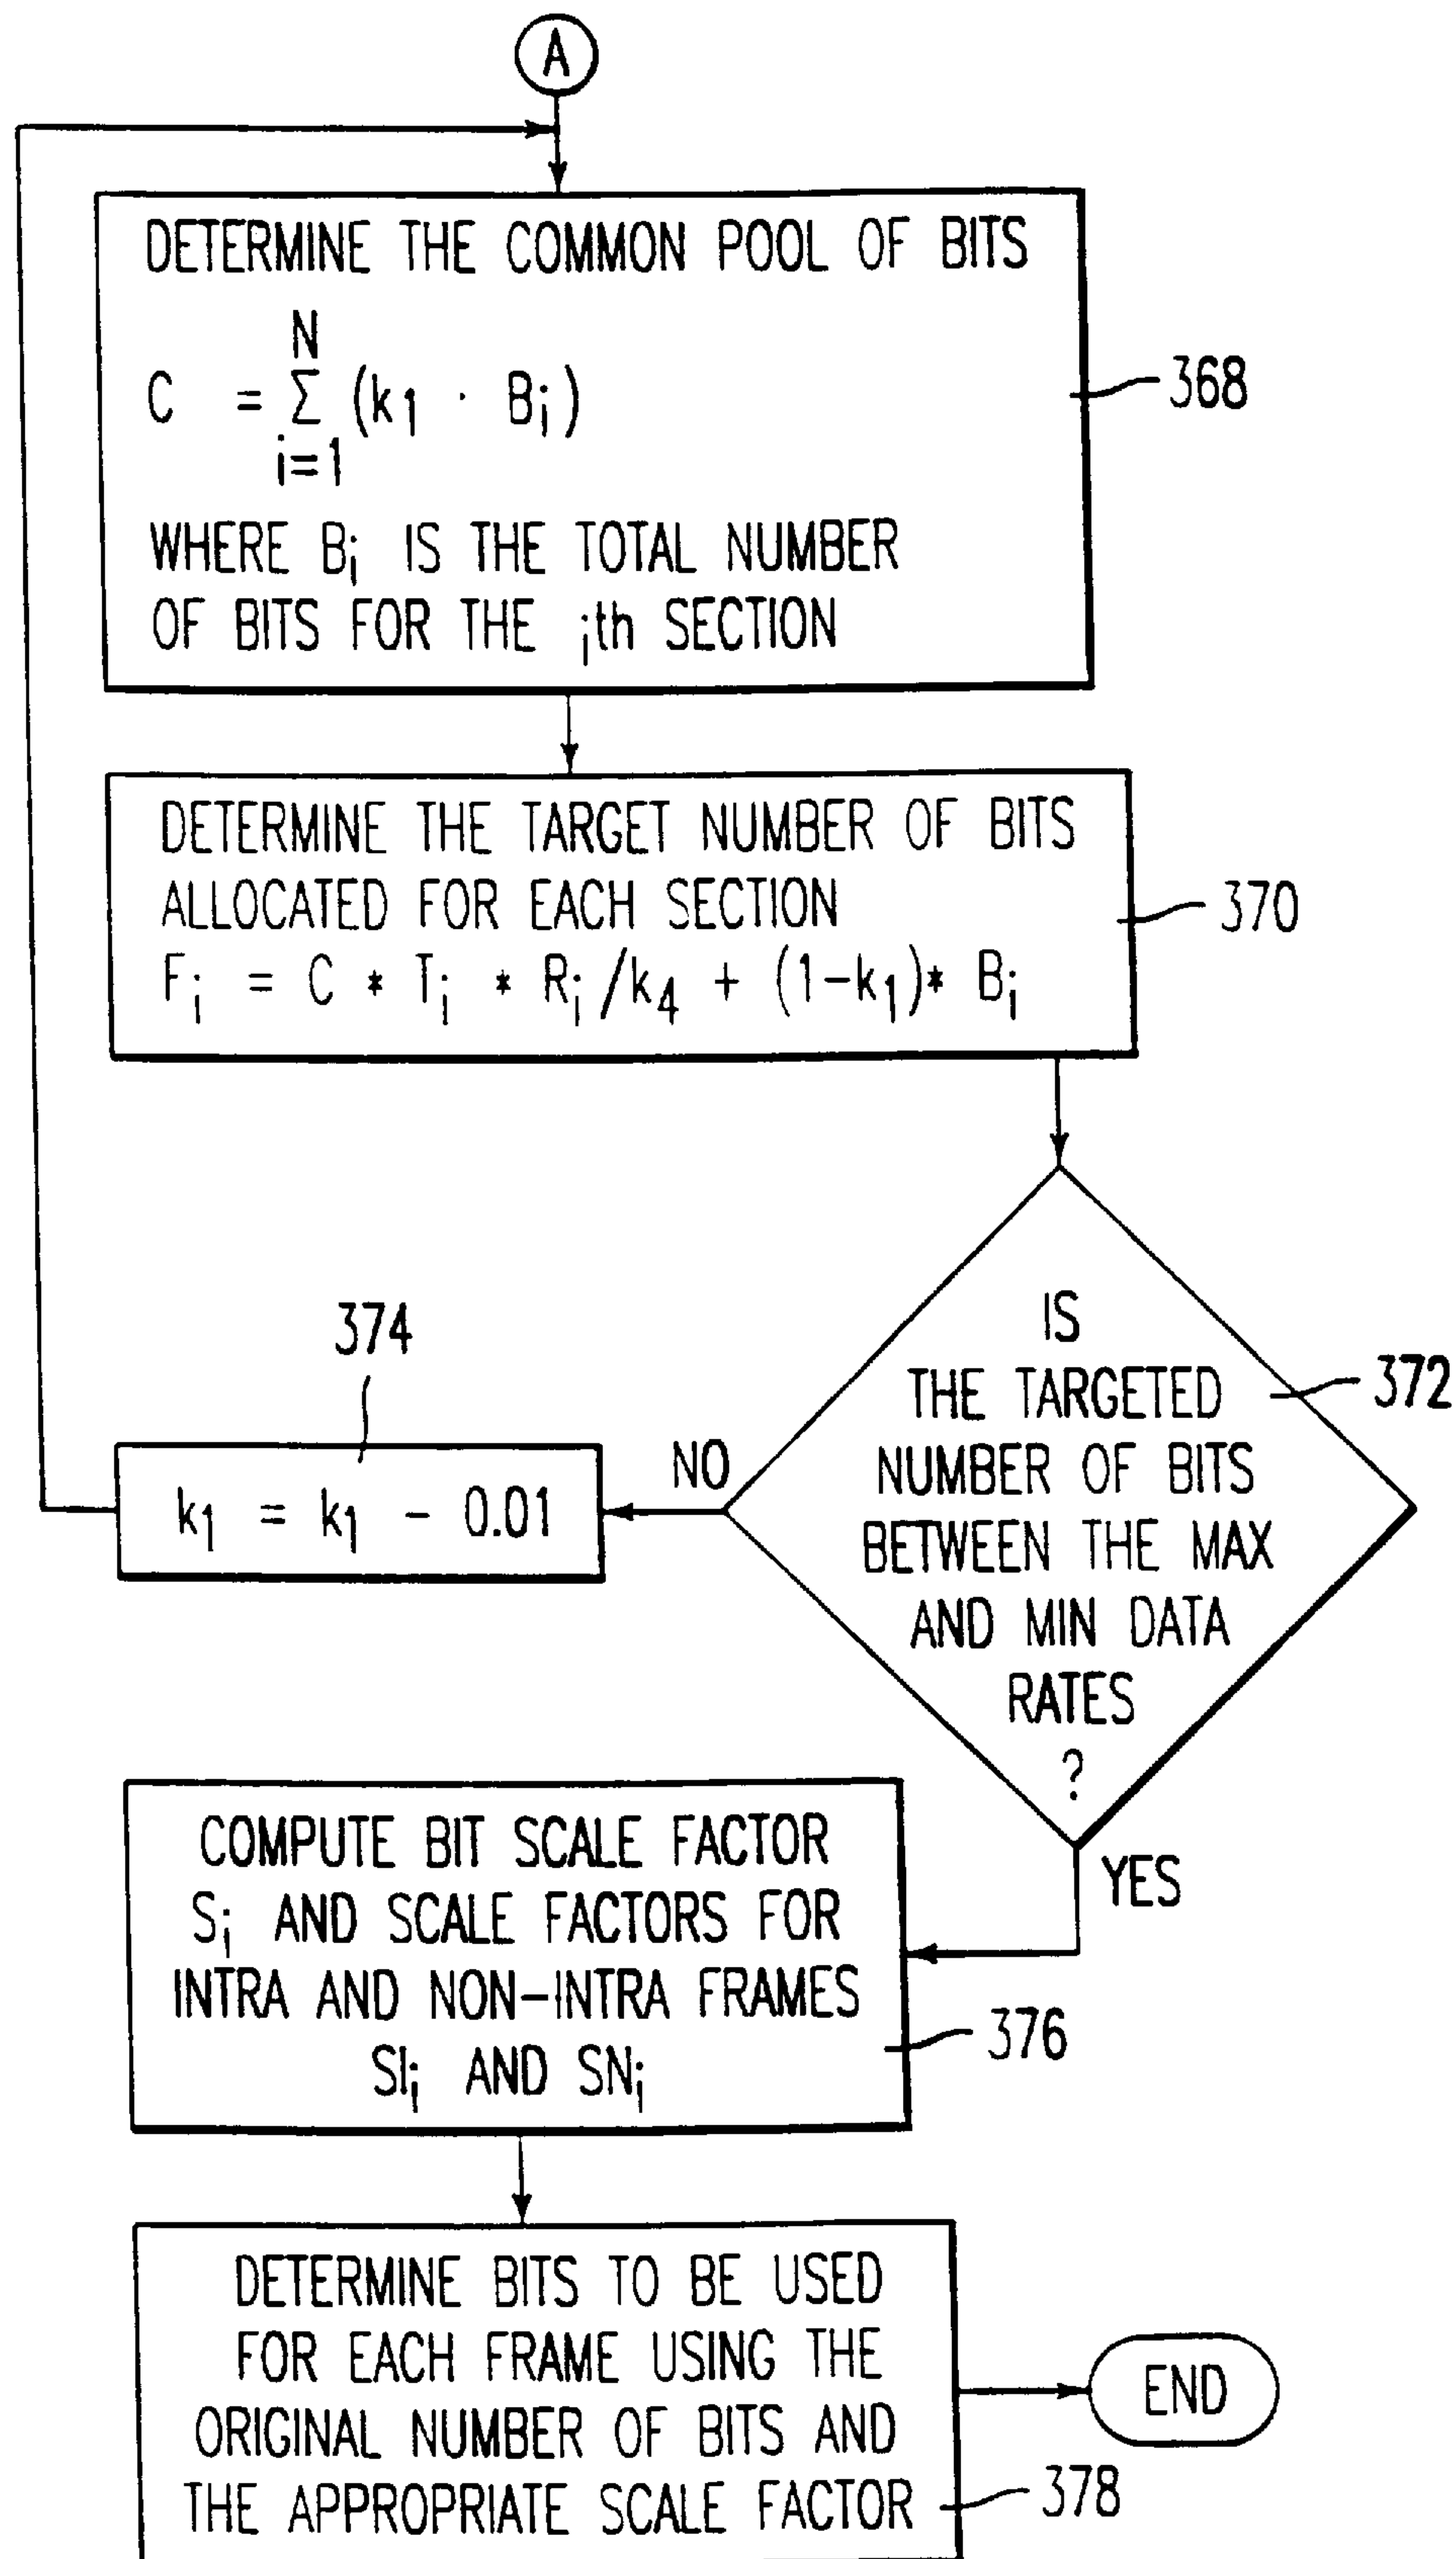 A
DETERMINE THE COMMON POOL OF BITS
N
C = Σ (k₁ · Bᵢ)
i=1
WHERE Bᵢ IS THE TOTAL NUMBER
OF BITS FOR THE ᵢth SECTION
368
DETERMINE THE TARGET NUMBER OF BITS
ALLOCATED FOR EACH SECTION
Fᵢ = C * Tᵢ * Rᵢ/k₄ + (1-k₁)* Bᵢ
370
IS
THE TARGETED
NUMBER OF BITS
BETWEEN THE MAX
AND MIN DATA
RATES
?
372
374
NO
k₁ = k₁ - 0.01
YES
COMPUTE BIT SCALE FACTOR
Sᵢ AND SCALE FACTORS FOR
INTRA AND NON-INTRA FRAMES
SIᵢ AND SNᵢ
376
DETERMINE BITS TO BE USED
FOR EACH FRAME USING THE
ORIGINAL NUMBER OF BITS AND
THE APPROPRIATE SCALE FACTOR
378
END